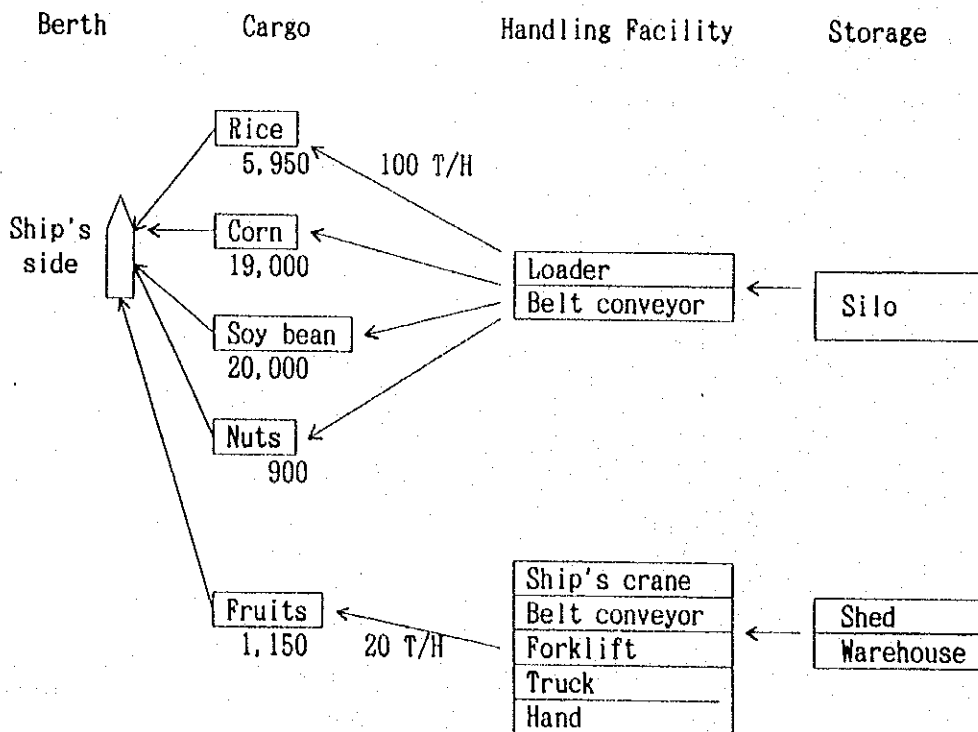 Berth Cargo Handling Facility Storage
Rice
5,950 100 T/H
Ship's
side
Corn
19,000
Loader
Belt conveyor
Silo
Soy bean
20,000
Nuts
900
Ship's crane
Fruits
Belt conveyor
Shed
1,150 20 T/H
Forklift
Warehouse
Truck
Hand